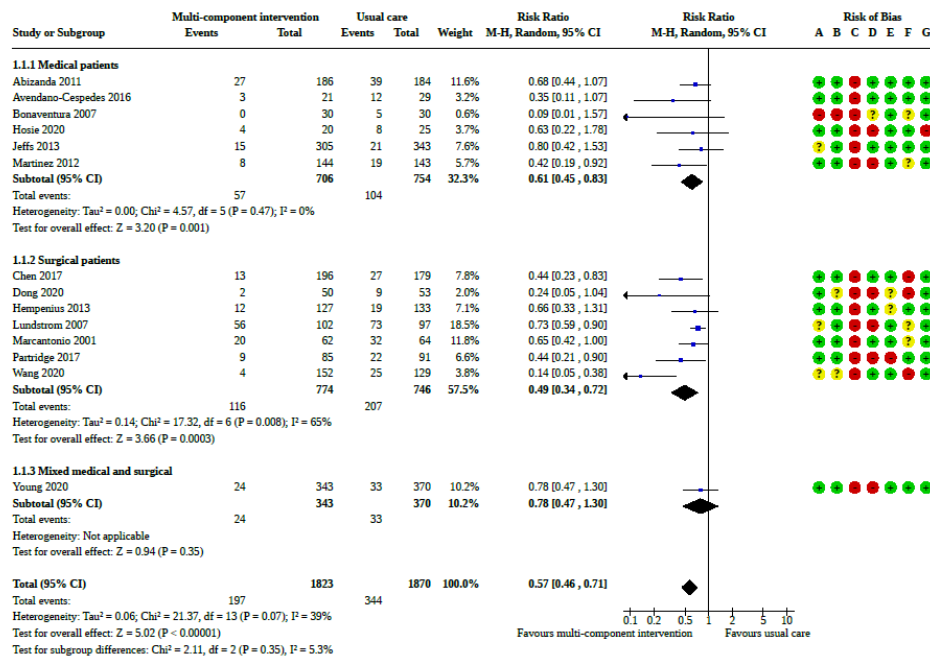 Multi-component intervention Usual care Risk Ratio Risk Ratio Risk of Bias
Study or Subgroup Events Total Events Total Weight M-H, Random, 95% CI M-H, Random, 95% CI A B C D E F G
1.1.1 Medical patients
Abizanda 2011 27 186 39 184 11.6% 0.68 [0.44 , 1.07] + + - + + + +
Avendano-Cespedes 2016 3 21 12 29 3.2% 0.35 [0.11 , 1.07] + + - + + + +
Bonaventura 2007 0 30 5 30 0.6% 0.09 [0.01 , 1.57] - - - ? + ? +
Hosie 2020 4 20 8 25 4.7% 0.63 [0.22 , 1.78] + + - - - + -
Jeffs 2013 15 305 21 343 7.6% 0.80 [0.42 , 1.53] ? + - + + + +
Martinez 2012 8 144 19 143 5.7% 0.42 [0.19 , 0.92] + + - - + ? +
Subtotal (95% CI) 706 754 32.3% 0.61 [0.45 , 0.83]
Total events: 57 104
Heterogeneity: Tau² = 0.00; Chi² = 4.57, df = 5 (P = 0.47); I² = 0%
Test for overall effect: Z = 3.20 (P = 0.001)
1.1.2 Surgical patients
Chen 2017 13 196 27 179 7.8% 0.44 [0.23 , 0.83] + + - + + - +
Dong 2020 2 50 9 53 2.0% 0.24 [0.05 , 1.04] + ? - - ? - +
Hempenius 2013 12 127 19 133 7.1% 0.66 [0.33 , 1.31] + + - + ? + +
Lundstrom 2007 56 102 73 97 18.5% 0.73 [0.59 , 0.90] ? + - - + ? +
Marcantonio 2001 20 62 32 64 11.8% 0.65 [0.42 , 1.00] + + - + + ? +
Partridge 2017 9 85 22 91 6.6% 0.44 [0.21 , 0.90] + + - - - + +
Wang 2020 4 152 25 129 3.8% 0.14 [0.05 , 0.38] ? ? - + + - +
Subtotal (95% CI) 774 746 57.5% 0.49 [0.34 , 0.72]
Total events: 116 207
Heterogeneity: Tau² = 0.14; Chi² = 17.32, df = 6 (P = 0.008); I² = 65%
Test for overall effect: Z = 3.66 (P = 0.0003)
1.1.3 Mixed medical and surgical
Young 2020 24 343 33 370 10.2% 0.78 [0.47 , 1.30] + + - - + + +
Subtotal (95% CI) 343 370 10.2% 0.78 [0.47 , 1.30]
Total events: 24 33
Heterogeneity: Not applicable
Test for overall effect: Z = 0.94 (P = 0.35)
Total (95% CI) 1823 1870 100.0% 0.57 [0.46 , 0.71]
Total events: 197 344
Heterogeneity: Tau² = 0.06; Chi² = 21.37, df = 13 (P = 0.07); I² = 39% 0.1 0.2 0.5 1 2 5 10
Test for overall effect: Z = 5.02 (P < 0.00001) Favours multi-component intervention Favours usual care
Test for subgroup differences: Chi² = 2.11, df = 2 (P = 0.35), I² = 5.3%